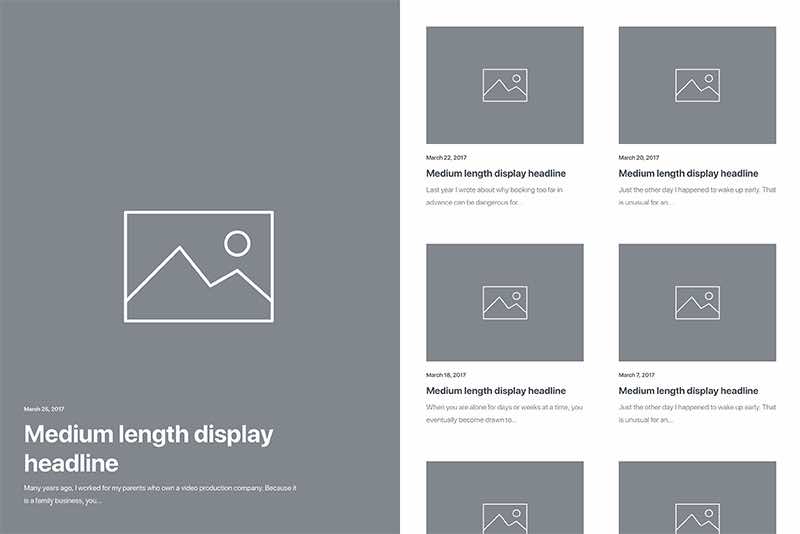 March 25, 2017
Medium length display
headline
Many years ago, I worked for my parents who own a video production company. Because it
is a family business, you...
March 22, 2017
Medium length display headline
Last year I wrote about why booking too far in
advance can be dangerous for...
March 20, 2017
Medium length display headline
Just the other day I happened to wake up early. That
is unusual for an...
March 18, 2017
Medium length display headline
When you are alone for days or weeks at a time, you
eventually become drawn to...
March 7, 2017
Medium length display headline
Just the other day I happened to wake up early. That
is unusual for an...